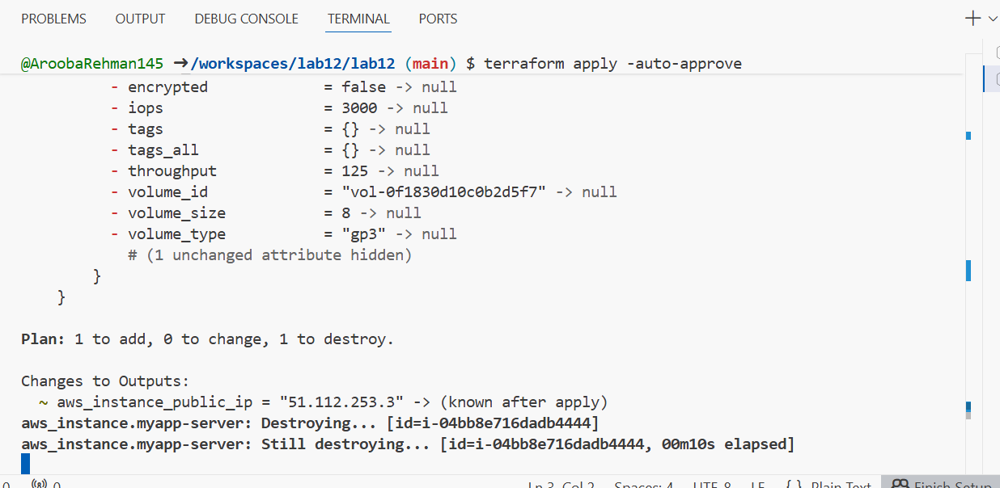 PROBLEMS OUTPUT DEBUG CONSOLE TERMINAL PORTS
@AroobaRehman145 ➜/workspaces/lab12/lab12 (main) $ terraform apply -auto-approve
- encrypted = false -> null
- iops = 3000 -> null
- tags = {} -> null
- tags_all = {} -> null
- throughput = 125 -> null
- volume_id = "vol-0f1830d10c0b2d5f7" -> null
- volume_size = 8 -> null
- volume_type = "gp3" -> null
# (1 unchanged attribute hidden)
}
}
Plan: 1 to add, 0 to change, 1 to destroy.
Changes to Outputs:
~ aws_instance_public_ip = "51.112.253.3" -> (known after apply)
aws_instance.myapp-server: Destroying... [id=i-04bb8e716dadb4444]
aws_instance.myapp-server: Still destroying... [id=i-04bb8e716dadb4444, 00m10s elapsed]
0 0 Ln 3, Col 2 Spaces: 4 UTF-8 LF { } Plain Text Finish Setup